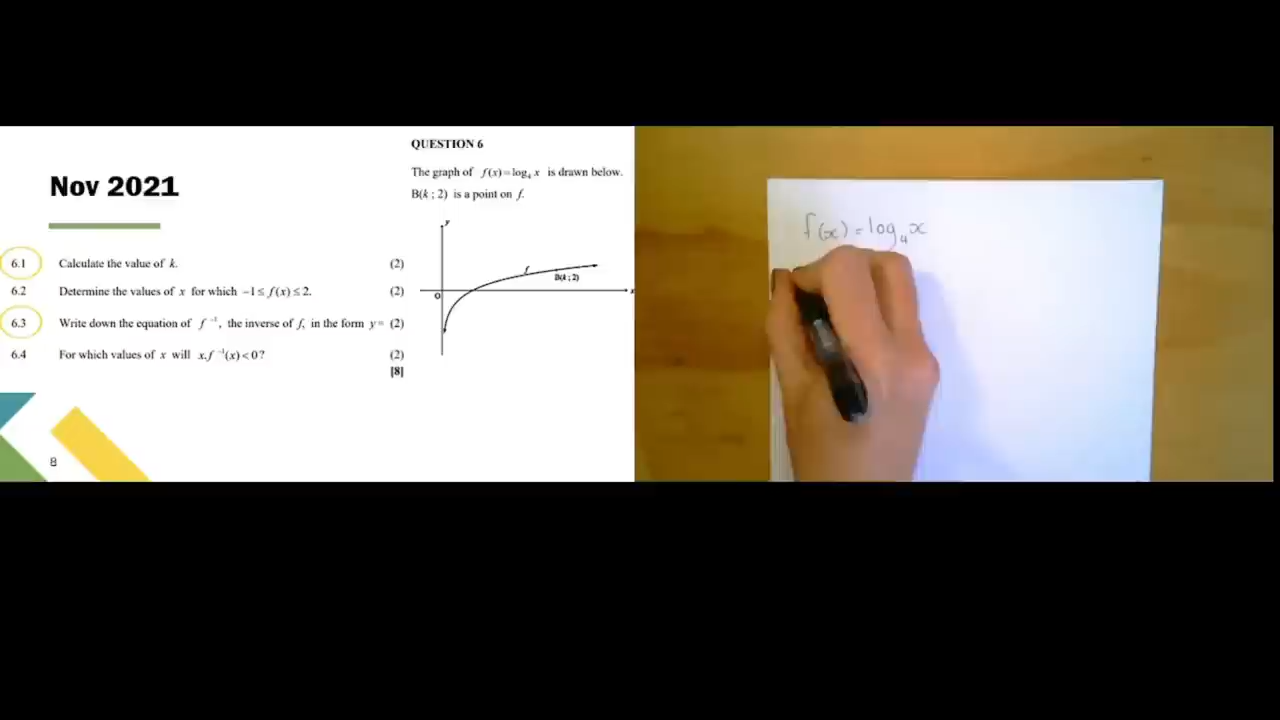 Nov 2021
6.1 Calculate the value of k. (2)
6.2 Determine the values of x for which −1 ≤ f(x) ≤ 2. (2)
6.3 Write down the equation of f⁻¹, the inverse of f, in the form y = (2)
6.4 For which values of x will x.f⁻¹(x) < 0? (2)
[8]
8
QUESTION 6
The graph of f(x) = log₄ x is drawn below.
B(k ; 2) is a point on f.
y
f
B(k ; 2)
O
x
f(x) = log₄x